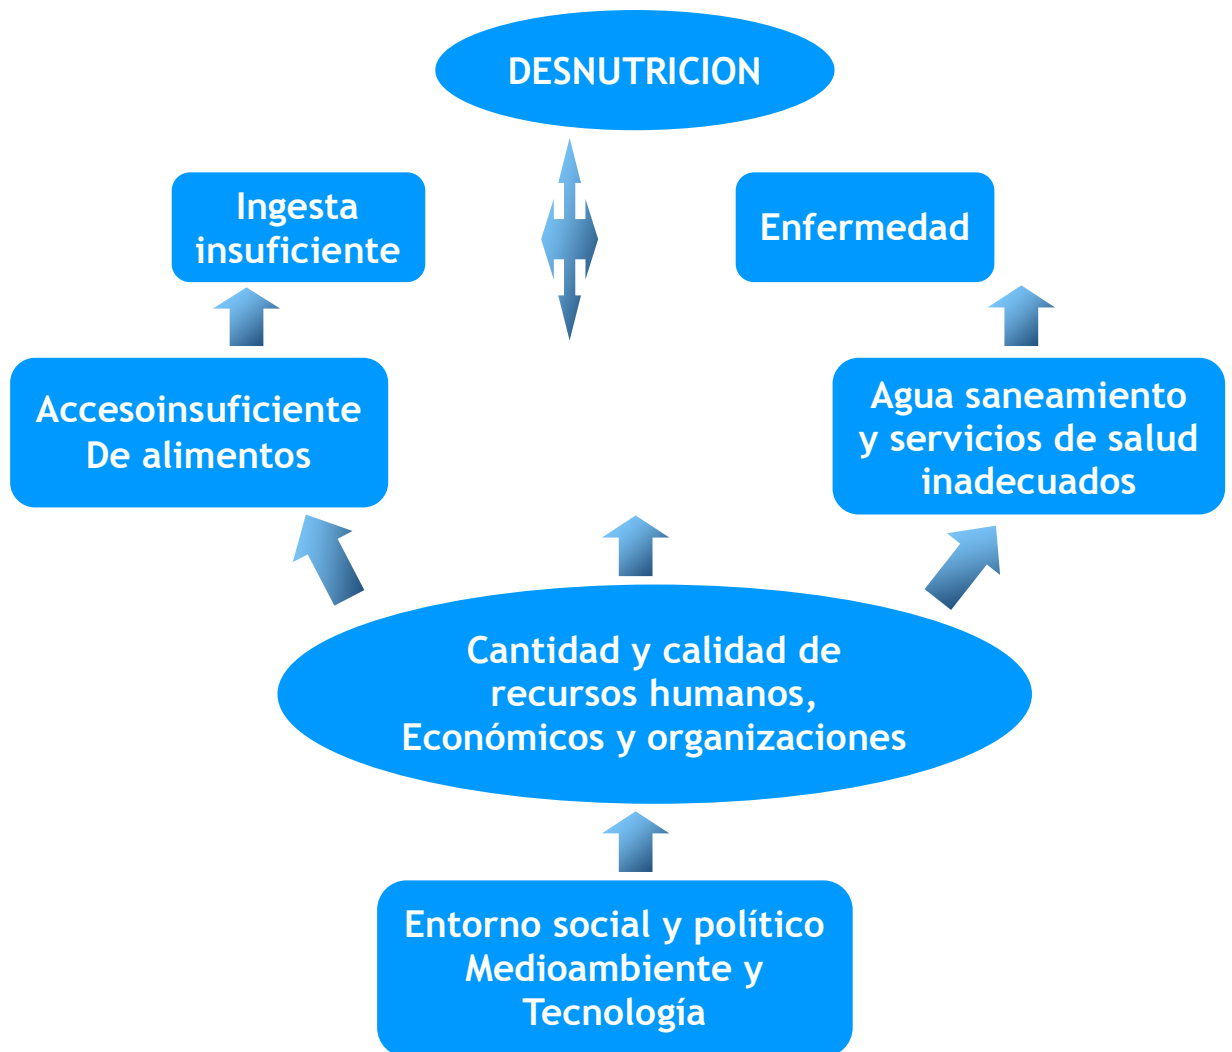 DESNUTRICION
Ingesta
insuficiente
Enfermedad
Accesoinsuficiente
De alimentos
Agua saneamiento
y servicios de salud
inadecuados
Cantidad y calidad de
recursos humanos,
Económicos y organizaciones
Entorno social y político
Medioambiente y
Tecnología